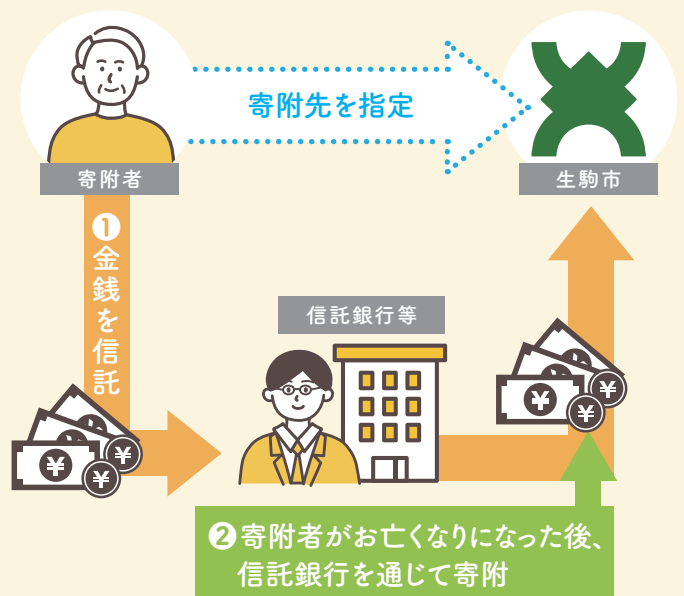 寄附先を指定
寄附者
生駒市
❶金銭を信託
信託銀行等
¥
¥
¥
¥
¥
¥
❷寄附者がお亡くなりになった後、
信託銀行を通じて寄附